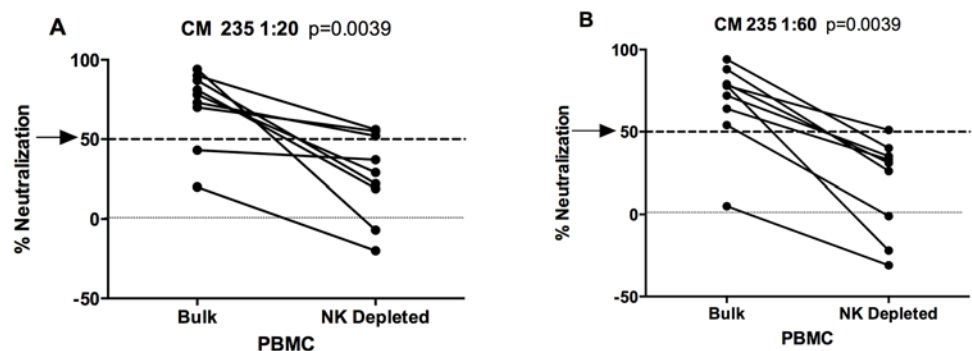 A
CM 235 1:20 p=0.0039
100
50
0
-50
% Neutralization
Bulk
NK Depleted
PBMC
B
CM 235 1:60 p=0.0039
100
50
0
-50
% Neutralization
Bulk
NK Depleted
PBMC